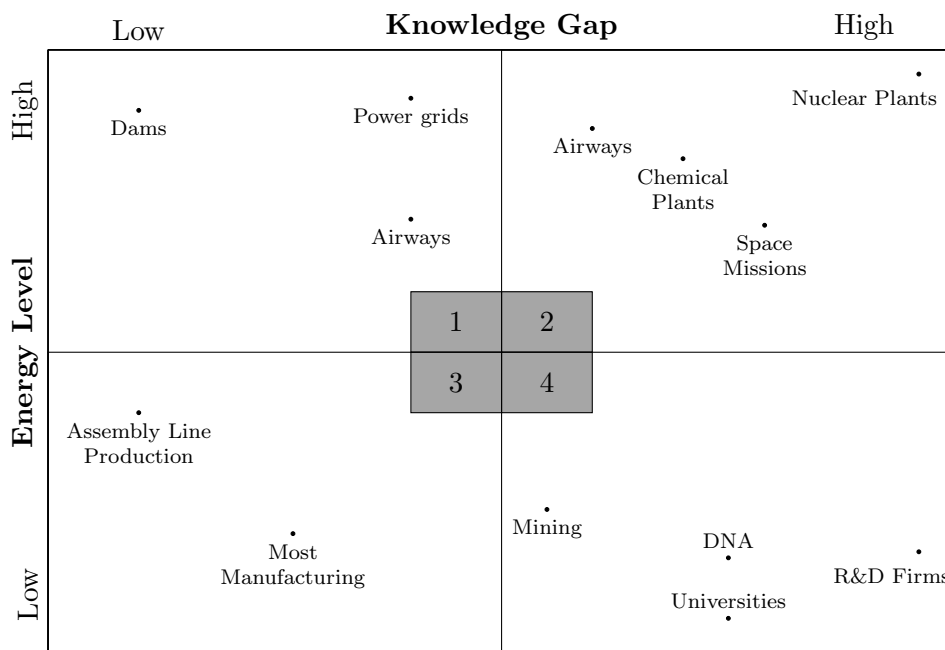 Low
Knowledge Gap
High
High
Energy Level
Low
Nuclear Plants
Dams
Power grids
Airways
Chemical
Plants
Airways
Space
Missions
1
2
3
4
Assembly Line
Production
Mining
Most
Manufacturing
DNA
R&D Firms
Universities